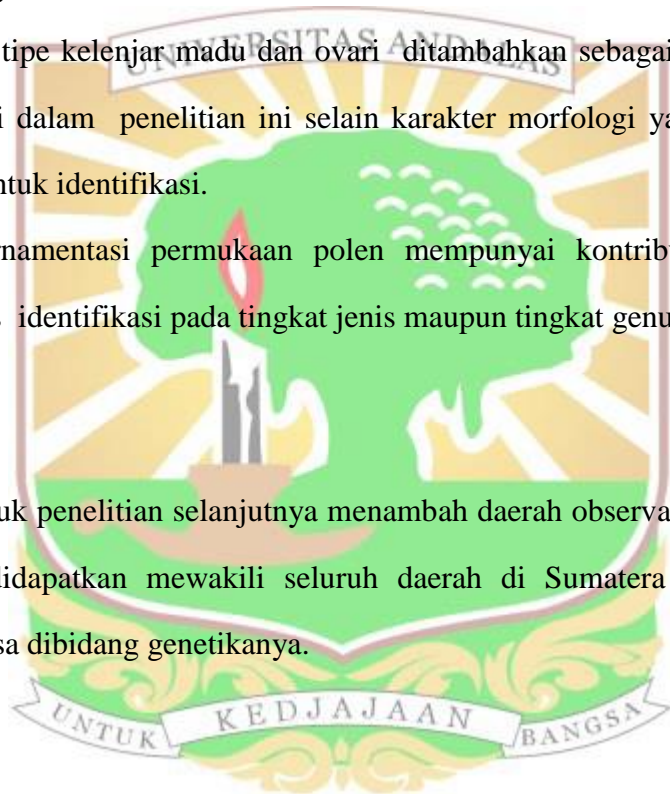 UNIVERSITAS ANDALAS
tipe kelenjar madu dan ovari ditambahkan sebagai
i dalam penelitian ini selain karakter morfologi ya
ntuk identifikasi.
rnamentasi permukaan polen mempunyai kontribu
identifikasi pada tingkat jenis maupun tingkat genu
uk penelitian selanjutnya menambah daerah observa
didapatkan mewakili seluruh daerah di Sumatera
sa dibidang genetikanya.
UNTUK KEDJAJAAN BANGSA